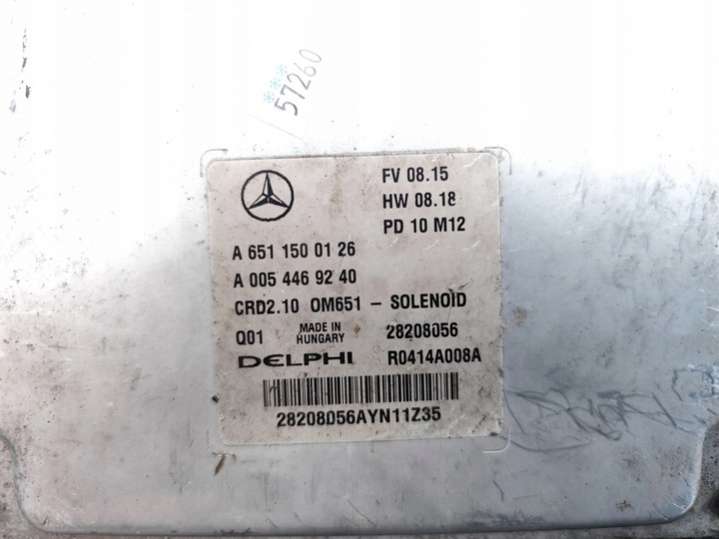 ***
57260
FV 08.15
HW 08.18
PD 10 M12
A 651 150 01 26
A 005 446 92 40
CRD2.10 OM651 - SOLENOID
Q01 MADE IN HUNGARY 28208056
DELPHI R0414A008A
28208056AYN11Z35